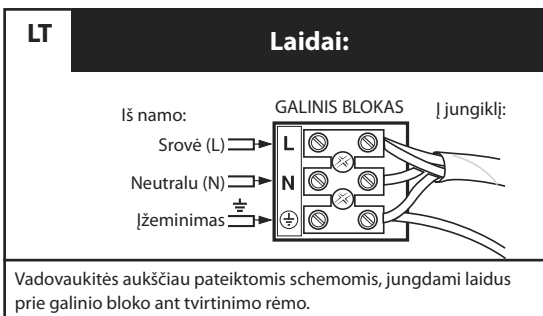 LT
Laidai:
Iš namo:
GALINIS BLOKAS
Į jungiklį:
Srovė (L)
L
Neutralu (N)
N
Įžeminimas
Vadovaukitės aukščiau pateiktomis schemomis, jungdami laidus
prie galinio bloko ant tvirtinimo rėmo.